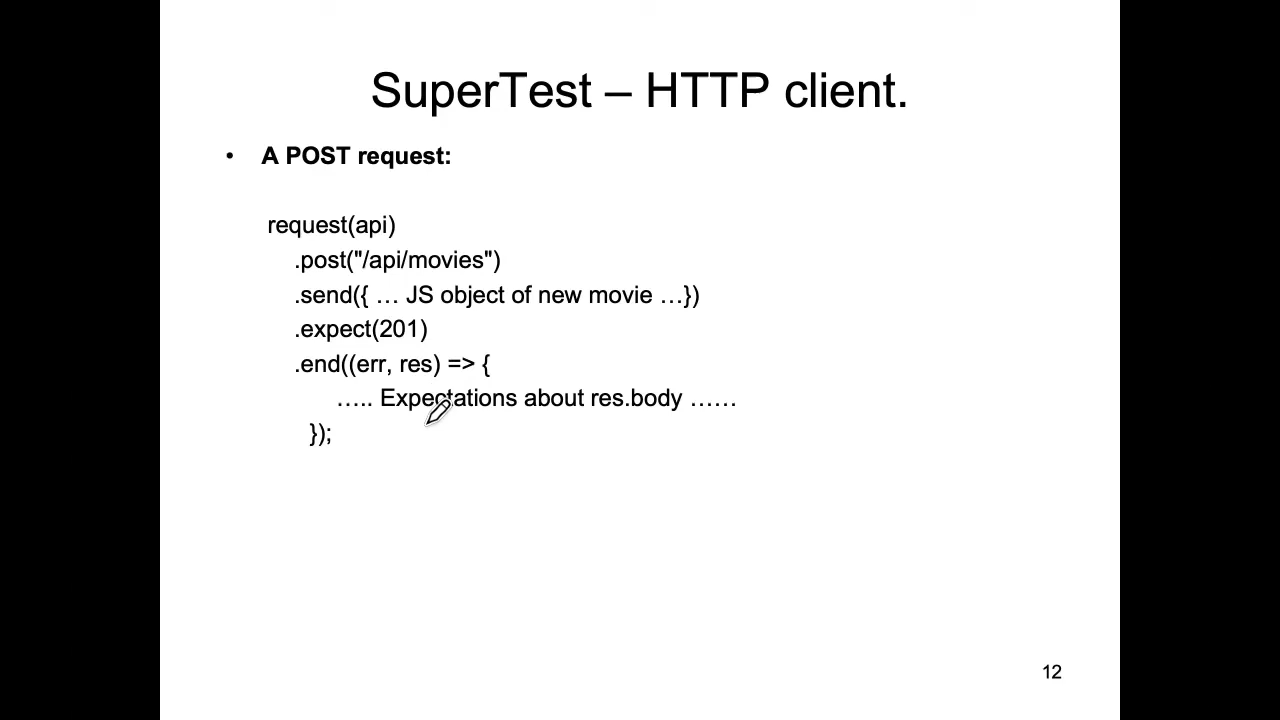 SuperTest – HTTP client.
• A POST request:
request(api)
.post("/api/movies")
.send({ … JS object of new movie …})
.expect(201)
.end((err, res) => {
….. Expectations about res.body ……
});
12